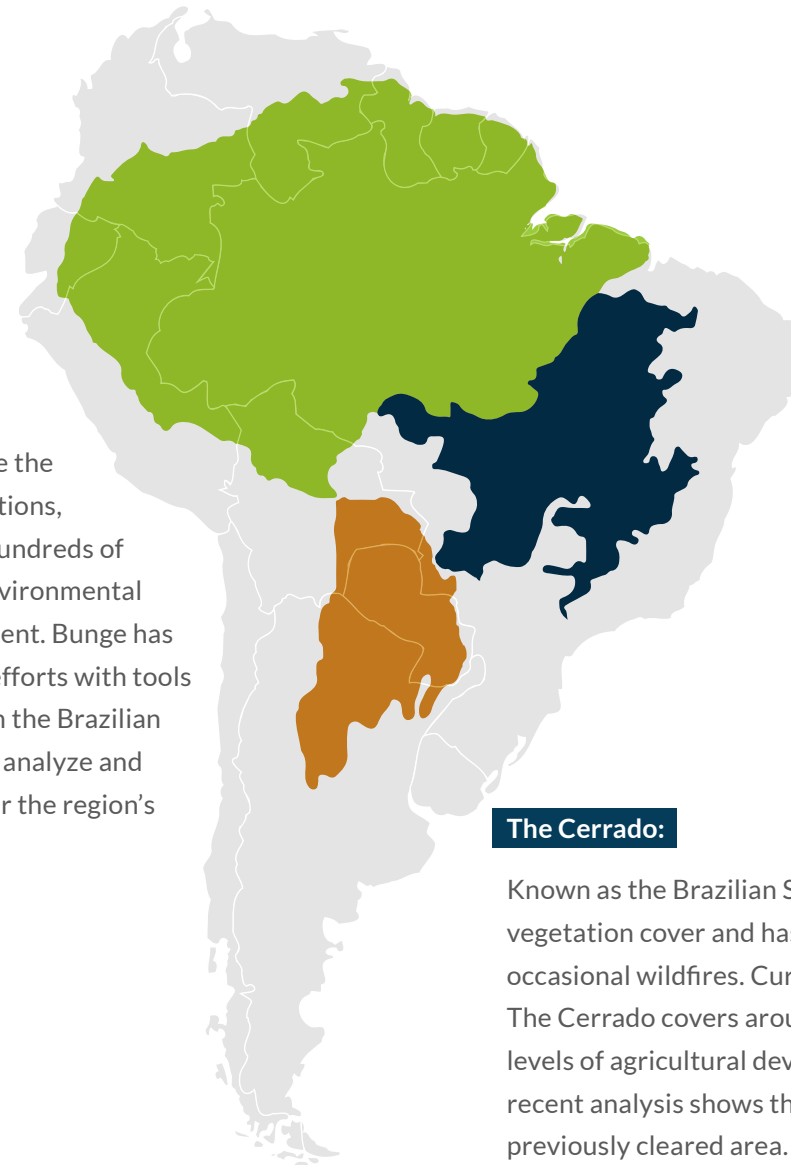 e the
tions,
undreds of
vironmental
ent. Bunge has
efforts with tools
n the Brazilian
analyze and
r the region's
The Cerrado:
Known as the Brazilian S
vegetation cover and has
occasional wildfires. Cur
The Cerrado covers arou
levels of agricultural dev
recent analysis shows th
previously cleared area.